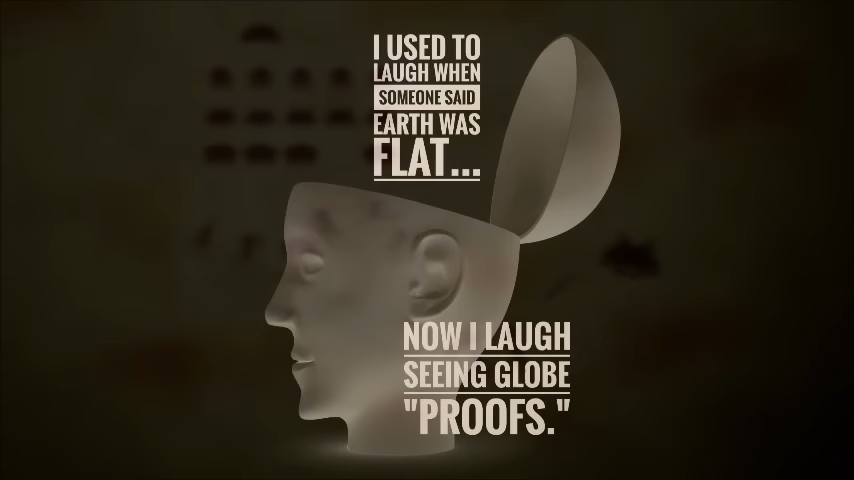 I USED TO
LAUGH WHEN
SOMEONE SAID
EARTH WAS
FLAT...
NOW I LAUGH
SEEING GLOBE
"PROOFS."